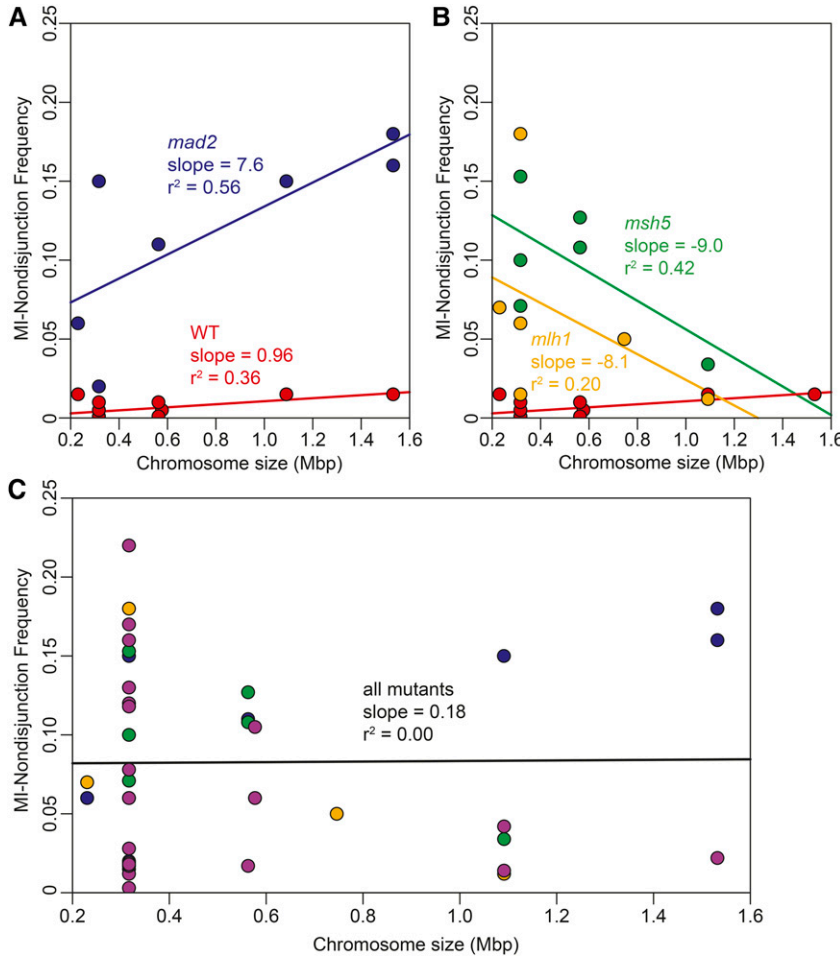 A
MI-Nondisjunction Frequency
0.25
0.20
0.15
0.10
0.05
0
mad2
slope = 7.6
r² = 0.56
WT
slope = 0.96
r² = 0.36
0.2 0.4 0.6 0.8 1.0 1.2 1.4 1.6
Chromosome size (Mbp)
B
MI-Nondisjunction Frequency
0.25
0.20
0.15
0.10
0.05
0
msh5
slope = -9.0
r² = 0.42
mlh1
slope = -8.1
r² = 0.20
0.2 0.4 0.6 0.8 1.0 1.2 1.4 1.6
Chromosome size (Mbp)
C
MI-Nondisjunction Frequency
0.25
0.20
0.15
0.10
0.05
0
all mutants
slope = 0.18
r² = 0.00
0.2 0.4 0.6 0.8 1.0 1.2 1.4 1.6
Chromosome size (Mbp)